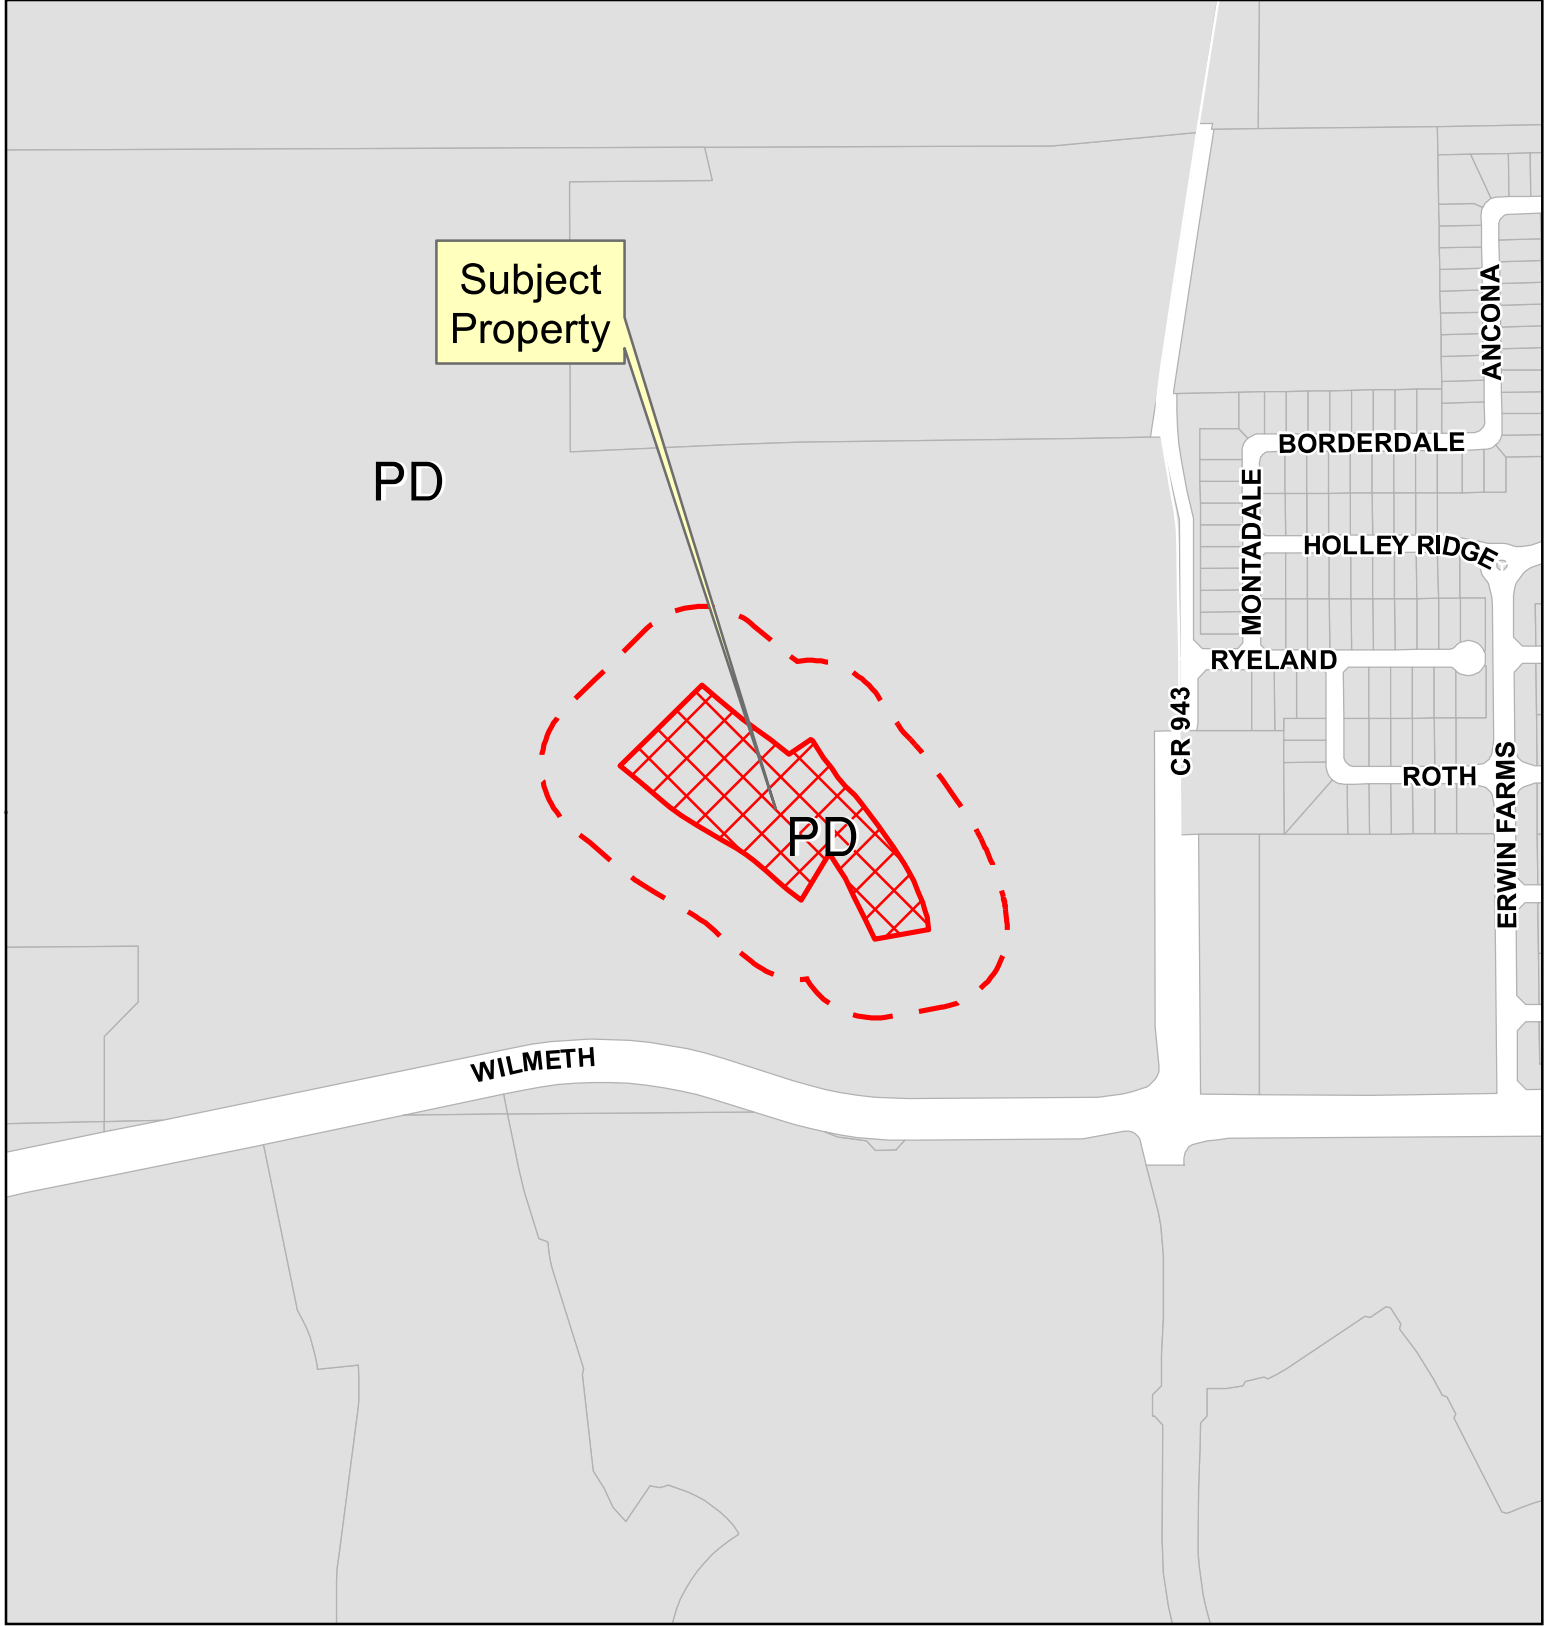 Subject
Property
ANCONA
BORDERDALE
PD
MONTADALE
HOLLEY RIDGE
RYELAND
CR 943
ROTH
PD
ERWIN FARMS
WILMETH